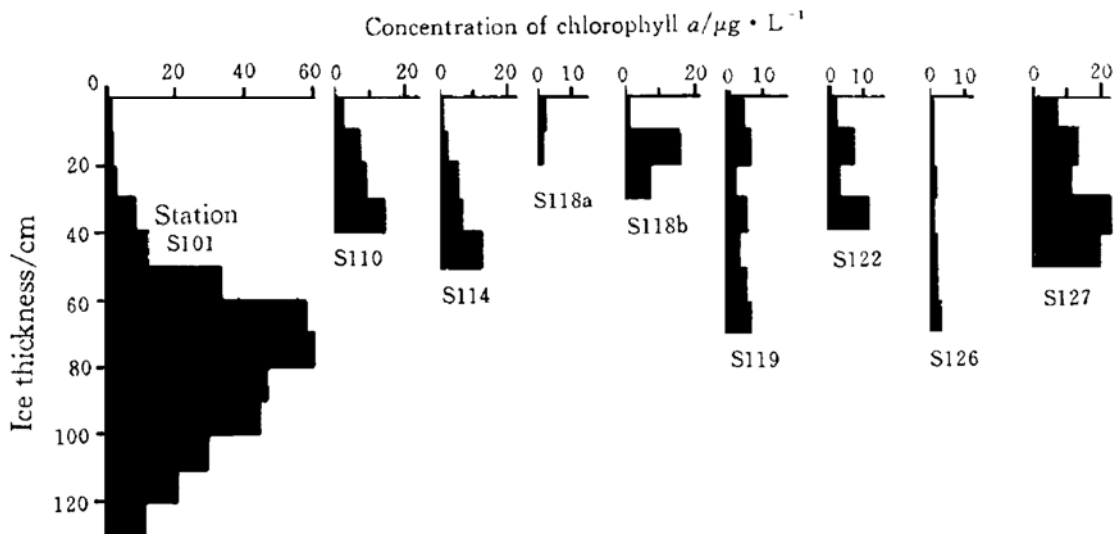 Concentration of chlorophyll a/μg · L⁻¹
0 20 40 60 0 20 0 20 0 10 0 20 0 10 0 10 0 10 0 20
0
20
40
60
80
100
120
Ice thickness/cm
Station
S101
S110
S114
S118a
S118b
S119
S122
S126
S127